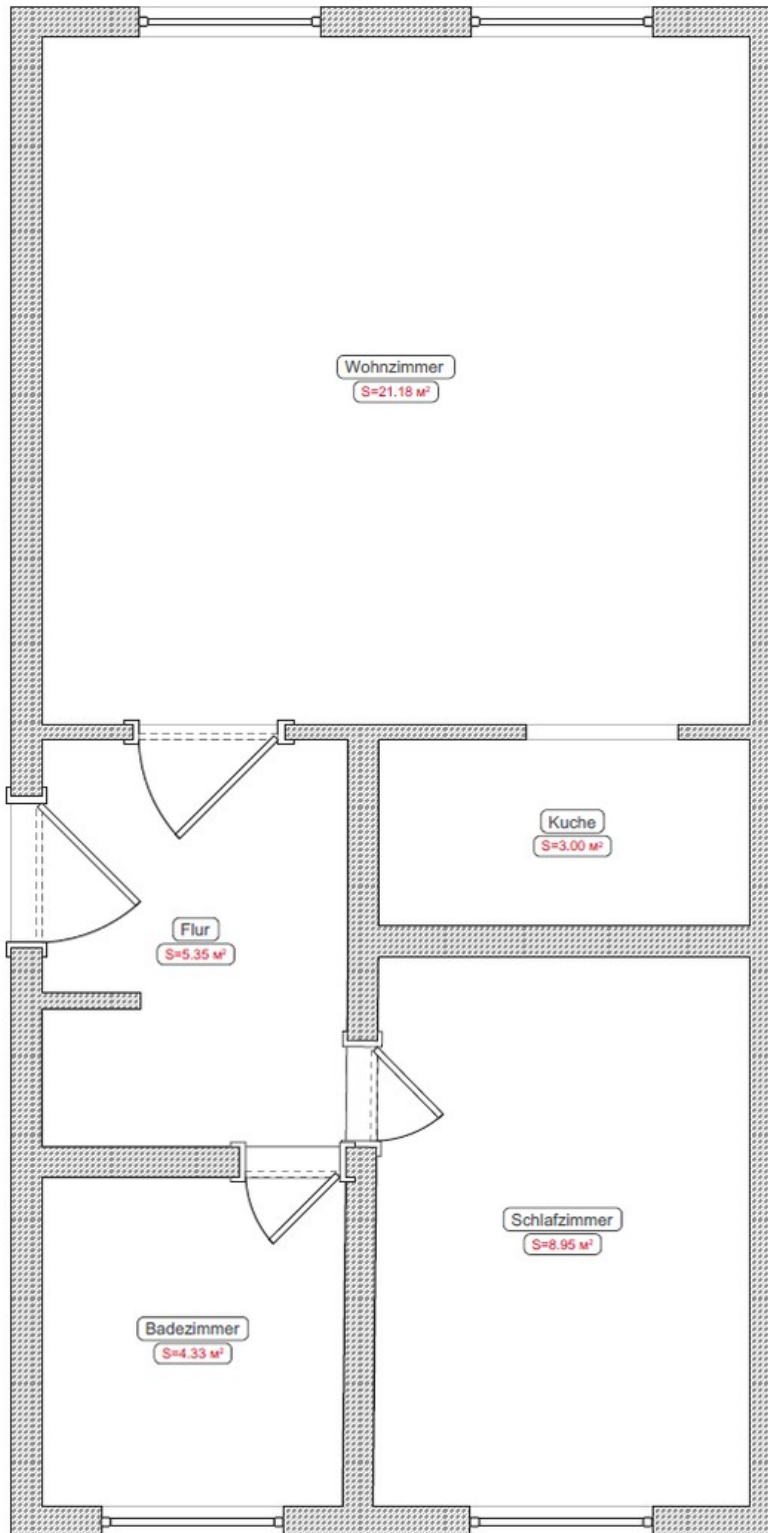 Wohnzimmer
S=21.18 м²
Kuche
S=3.00 м²
Flur
S=5.35 м²
Schlafzimmer
S=8.95 м²
Badezimmer
S=4.33 м²